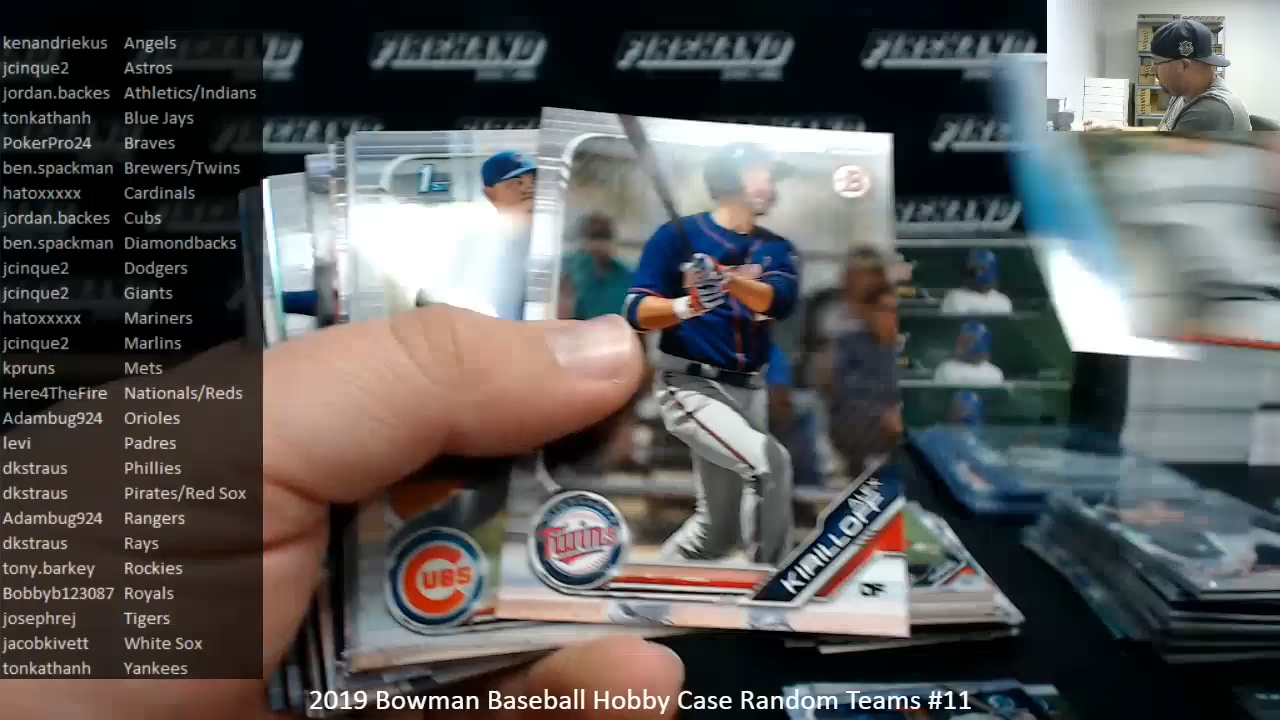 kenandriekus Angels
jcinque2 Astros
jordan.backes Athletics/Indians
tonkathanh Blue Jays
PokerPro24 Braves
ben.spackman Brewers/Twins
hatoxxxxx Cardinals
jordan.backes Cubs
ben.spackman Diamondbacks
jcinque2 Dodgers
jcinque2 Giants
hatoxxxxx Mariners
jcinque2 Marlins
kpruns Mets
Here4TheFire Nationals/Reds
Adambug924 Orioles
levi Padres
dkstraus Phillies
dkstraus Pirates/Red Sox
Adambug924 Rangers
dkstraus Rays
tony.barkey Rockies
Bobbyb123087 Royals
josephrej Tigers
jacobkivett White Sox
tonkathanh Yankees
1st
B
CUBS
Twins
ALEX
KIRILLOFF
OF
2019 Bowman Baseball Hobby Case Random Teams #11